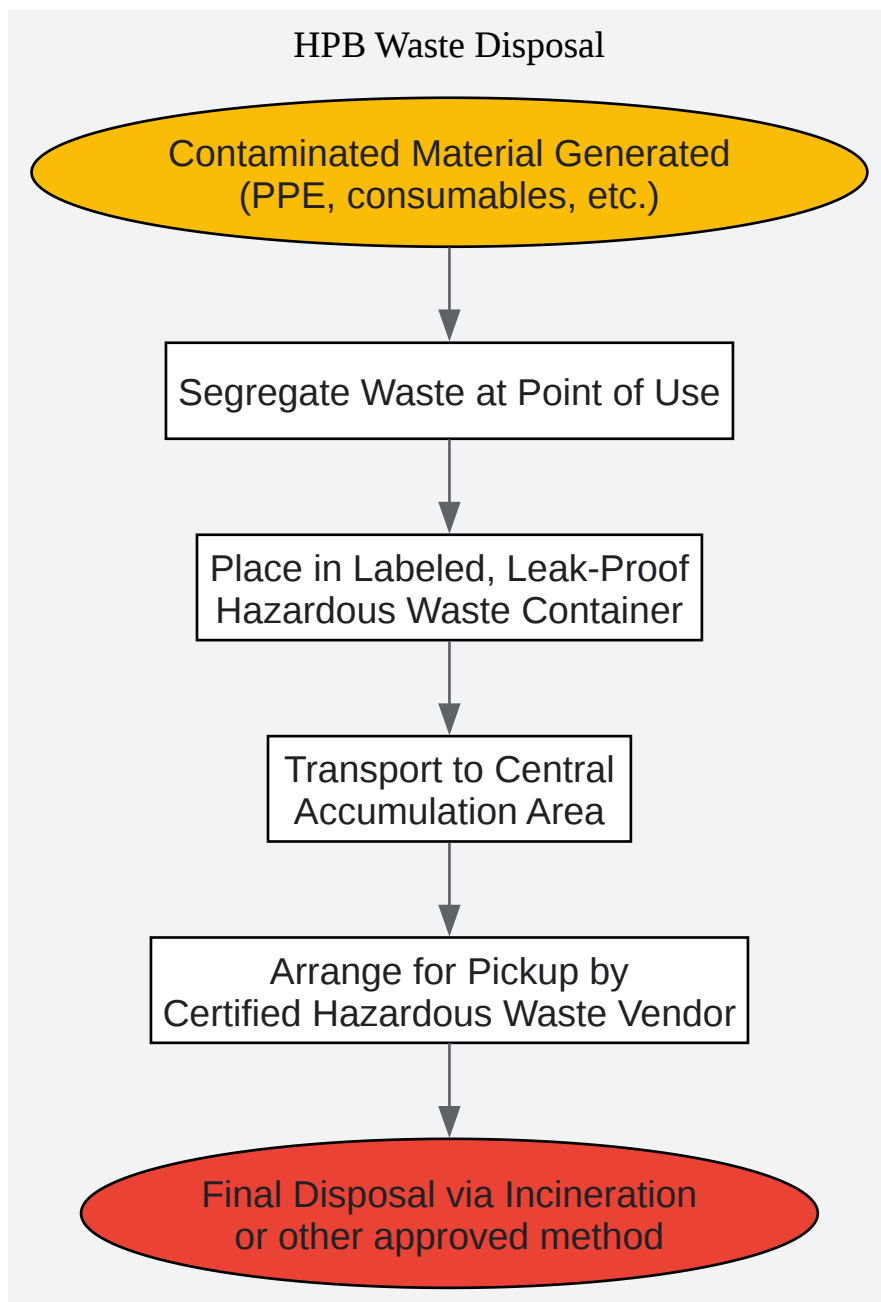 HPB Waste Disposal
Contaminated Material Generated
(PPE, consumables, etc.)
Segregate Waste at Point of Use
Place in Labeled, Leak-Proof
Hazardous Waste Container
Transport to Central
Accumulation Area
Arrange for Pickup by
Certified Hazardous Waste Vendor
Final Disposal via Incineration
or other approved method